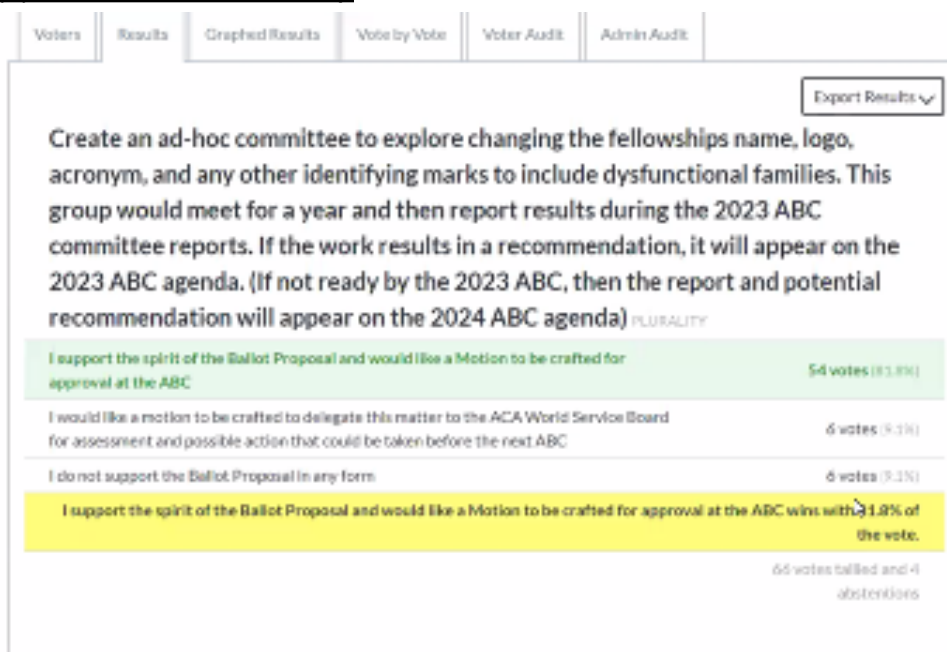 Voters Results Graphed Results Vote by Vote Voter Audit Admin Audit
Export Results
Create an ad-hoc committee to explore changing the fellowships name, logo,
acronym, and any other identifying marks to include dysfunctional families. This
group would meet for a year and then report results during the 2023 ABC
committee reports. If the work results in a recommendation, it will appear on the
2023 ABC agenda. (If not ready by the 2023 ABC, then the report and potential
recommendation will appear on the 2024 ABC agenda) PLURALITY
I support the spirit of the Ballot Proposal and would like a Motion to be crafted for
approval at the ABC
54 votes (81.8%)
I would like a motion to be crafted to delegate this matter to the ACA World Service Board
for assessment and possible action that could be taken before the next ABC
6 votes (9.1%)
I do not support the Ballot Proposal in any form
6 votes (9.1%)
I support the spirit of the Ballot Proposal and would like a Motion to be crafted for approval at the ABC wins with 81.8% of
the vote.
66 votes tallied and 4
abstentions